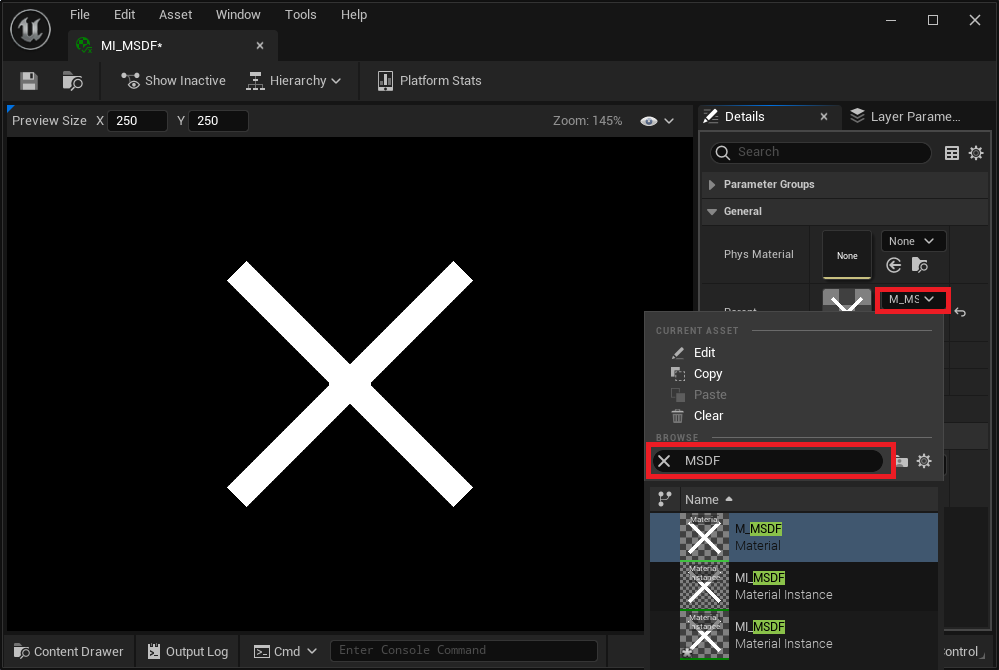 File Edit Asset Window Tools Help
MI_MSDF*
Show Inactive Hierarchy Platform Stats
Preview Size X 250 Y 250 Zoom: 145%
Details Layer Parame...
Search
Parameter Groups
General
Phys Material None None
M_MS
CURRENT ASSET
Edit
Copy
Paste
Clear
BROWSE
MSDF
Name
Material
M_MSDF
Material
Material
Instance
MI_MSDF
Material Instance
Material
Instance
MI_MSDF
Material Instance
Content Drawer Output Log Cmd Enter Console Command